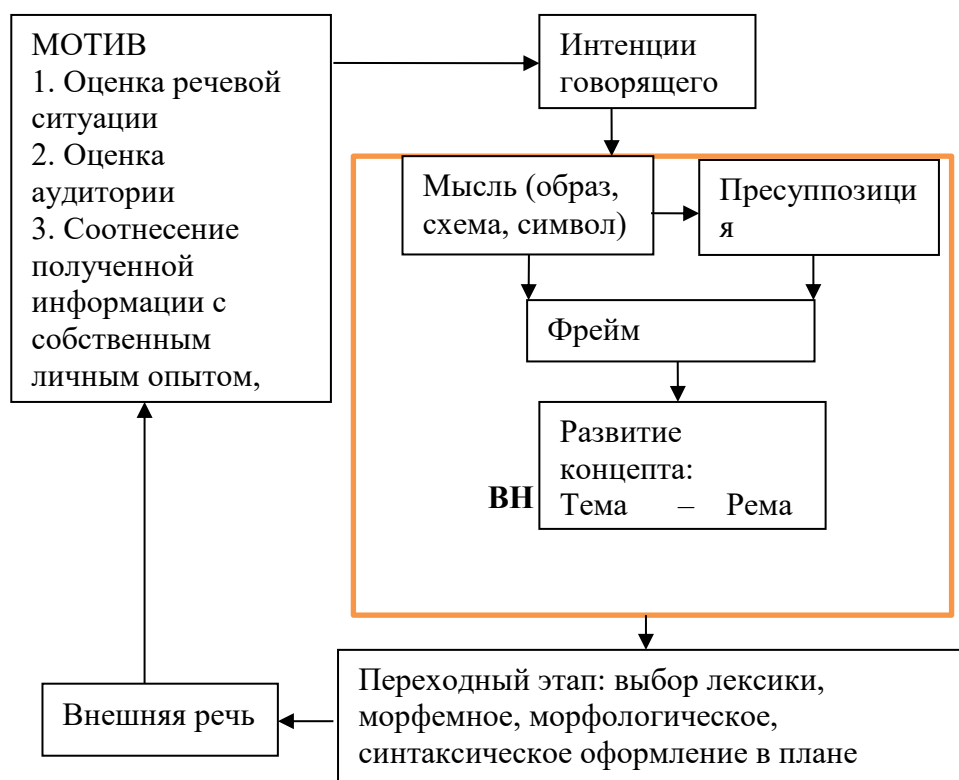 МОТИВ
1. Оценка речевой
ситуации
2. Оценка
аудитории
3. Соотнесение
полученной
информации с
собственным
личным опытом,
Интенции
говорящего
Мысль (образ,
схема, символ)
Пресуппозици
я
Фрейм
Развитие
концепта:
Тема – Рема
ВН
Переходный этап: выбор лексики,
морфемное, морфологическое,
синтаксическое оформление в плане
Внешняя речь